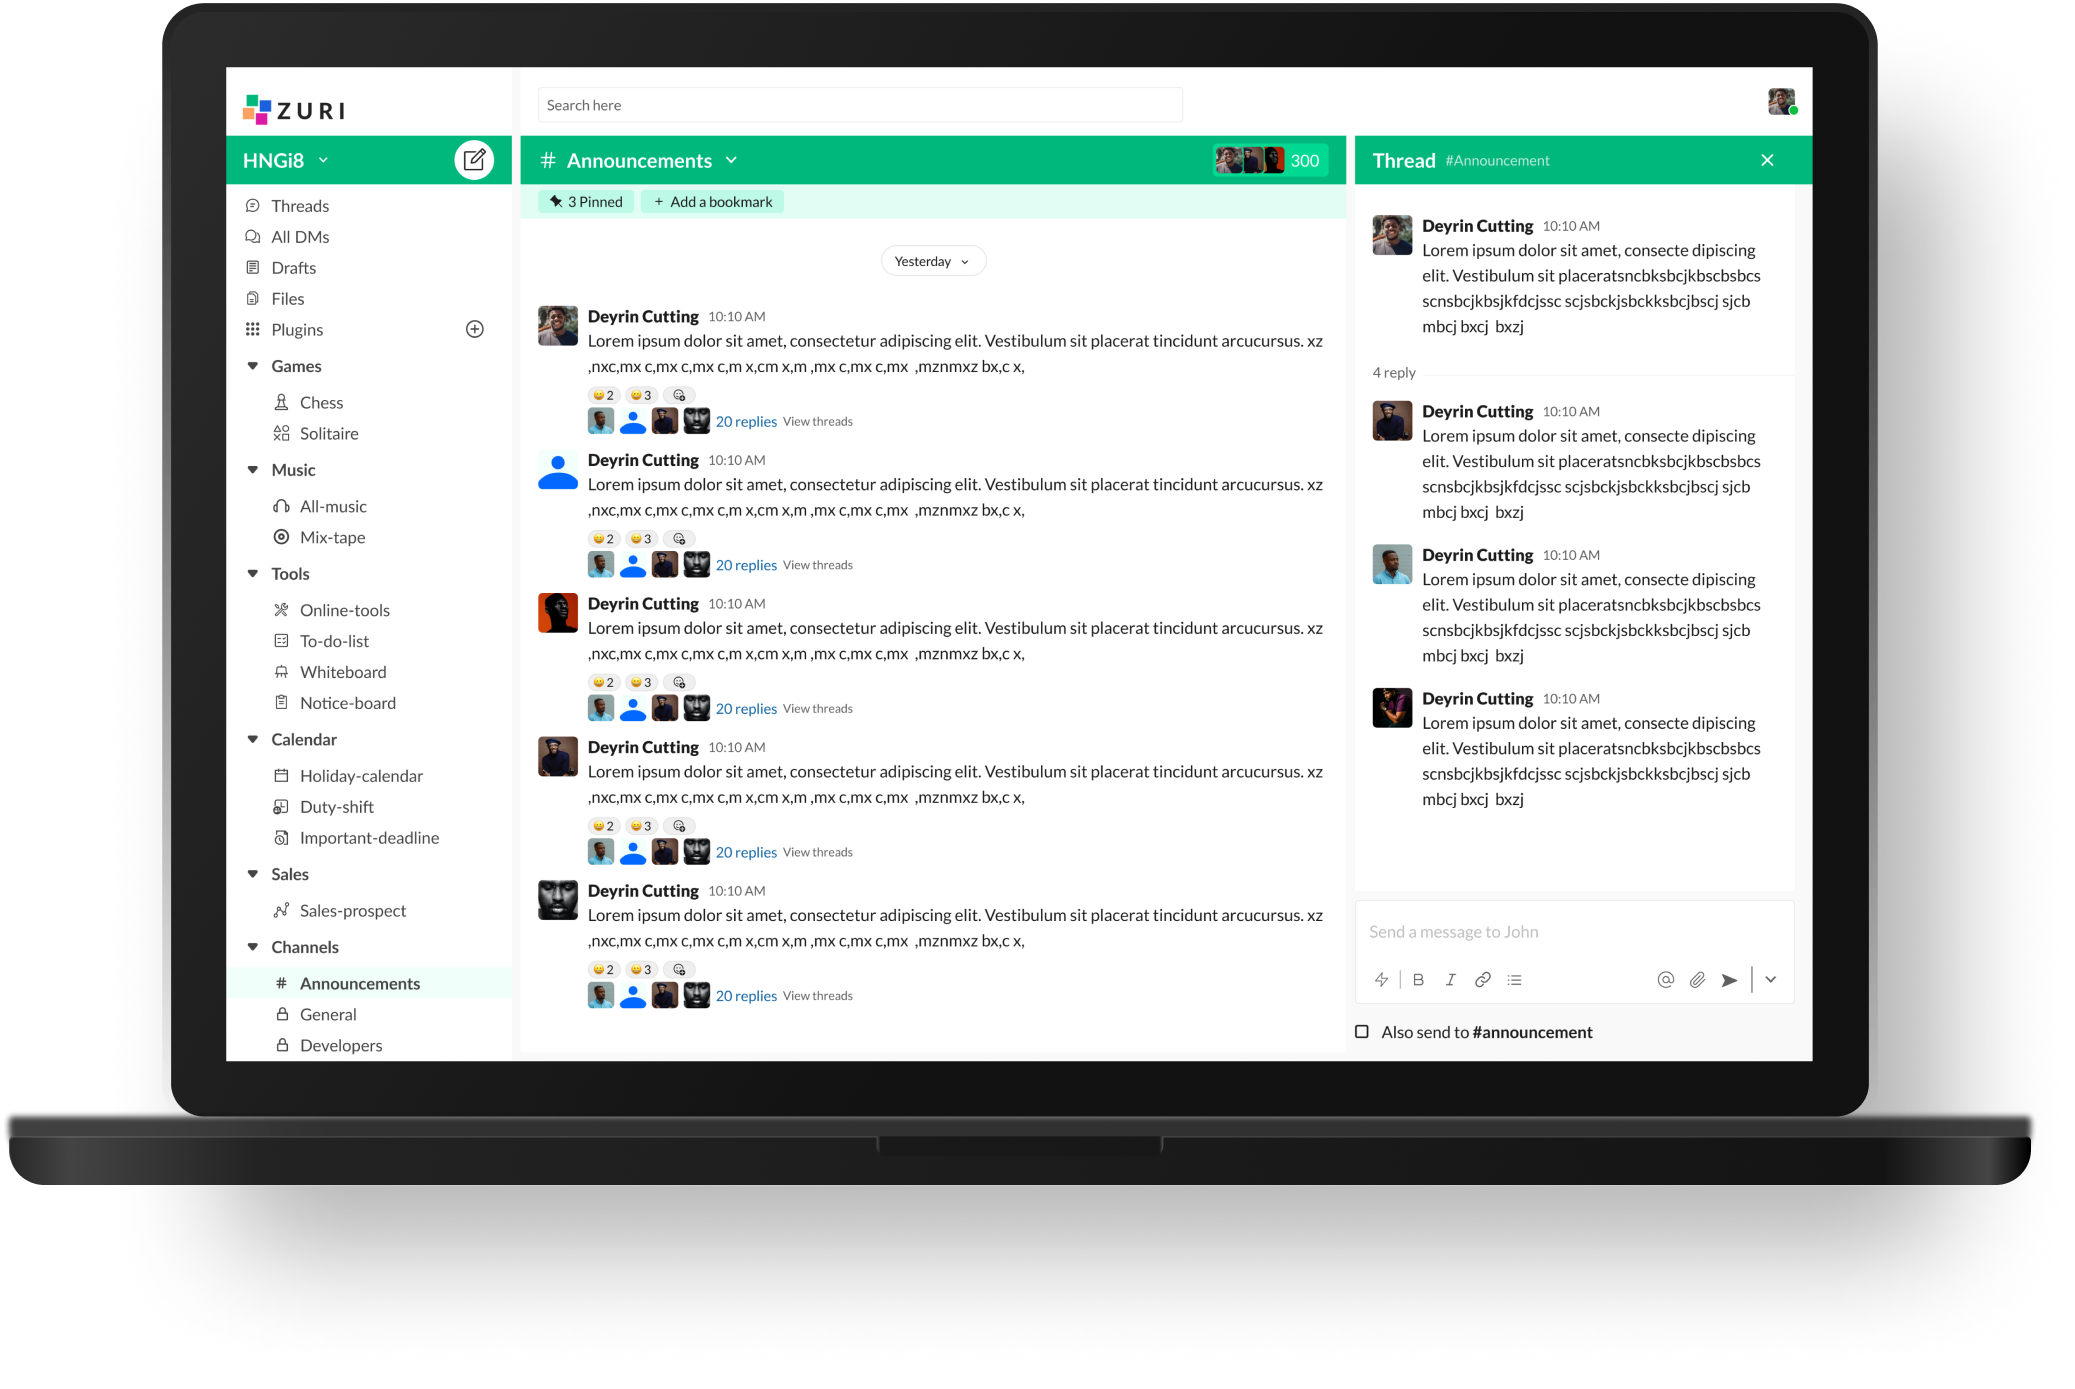 ZURI
Search here
HNGi8
Threads
All DMs
Drafts
Files
Plugins
Games
Chess
Solitaire
Music
All-music
Mix-tape
Tools
Online-tools
To-do-list
Whiteboard
Notice-board
Calendar
Holiday-calendar
Duty-shift
Important-deadline
Sales
Sales-prospect
Channels
# Announcements
General
Developers
# Announcements
300
3 Pinned
+ Add a bookmark
Yesterday
Deyrin Cutting 10:10 AM
Lorem ipsum dolor sit amet, consectetur adipiscing elit. Vestibulum sit placerat tincidunt arcucursus. xz
,nxc,mx c,mx c,mx c,m x,cm x,m ,mx c,mx c,mx ,mznmxz bx,c x,
2 3
20 replies View threads
Deyrin Cutting 10:10 AM
Lorem ipsum dolor sit amet, consectetur adipiscing elit. Vestibulum sit placerat tincidunt arcucursus. xz
,nxc,mx c,mx c,mx c,m x,cm x,m ,mx c,mx c,mx ,mznmxz bx,c x,
2 3
20 replies View threads
Deyrin Cutting 10:10 AM
Lorem ipsum dolor sit amet, consectetur adipiscing elit. Vestibulum sit placerat tincidunt arcucursus. xz
,nxc,mx c,mx c,mx c,m x,cm x,m ,mx c,mx c,mx ,mznmxz bx,c x,
2 3
20 replies View threads
Deyrin Cutting 10:10 AM
Lorem ipsum dolor sit amet, consectetur adipiscing elit. Vestibulum sit placerat tincidunt arcucursus. xz
,nxc,mx c,mx c,mx c,m x,cm x,m ,mx c,mx c,mx ,mznmxz bx,c x,
2 3
20 replies View threads
Deyrin Cutting 10:10 AM
Lorem ipsum dolor sit amet, consectetur adipiscing elit. Vestibulum sit placerat tincidunt arcucursus. xz
,nxc,mx c,mx c,mx c,m x,cm x,m ,mx c,mx c,mx ,mznmxz bx,c x,
2 3
20 replies View threads
Thread #Announcement
Deyrin Cutting 10:10 AM
Lorem ipsum dolor sit amet, consecte dipiscing
elit. Vestibulum sit placeratsncbksbcjkbscbsbcs
scnsbcjkbsjkfdcjssc scjsbckjsbckksbcjbscj sjcb
mbcj bxcj bxzj
4 reply
Deyrin Cutting 10:10 AM
Lorem ipsum dolor sit amet, consecte dipiscing
elit. Vestibulum sit placeratsncbksbcjkbscbsbcs
scnsbcjkbsjkfdcjssc scjsbckjsbckksbcjbscj sjcb
mbcj bxcj bxzj
Deyrin Cutting 10:10 AM
Lorem ipsum dolor sit amet, consecte dipiscing
elit. Vestibulum sit placeratsncbksbcjkbscbsbcs
scnsbcjkbsjkfdcjssc scjsbckjsbckksbcjbscj sjcb
mbcj bxcj bxzj
Deyrin Cutting 10:10 AM
Lorem ipsum dolor sit amet, consecte dipiscing
elit. Vestibulum sit placeratsncbksbcjkbscbsbcs
scnsbcjkbsjkfdcjssc scjsbckjsbckksbcjbscj sjcb
mbcj bxcj bxzj
Send a message to John
B I @
Also send to #announcement